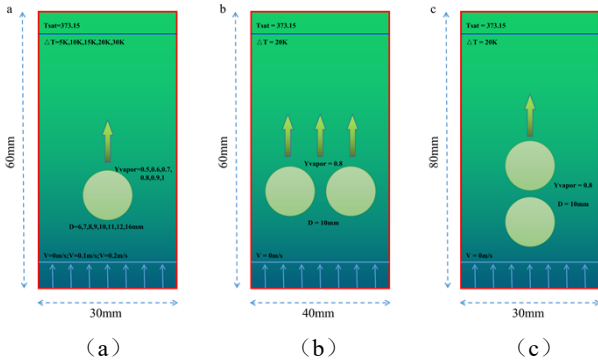 a
Tsat=373.15
△T=5K,10K,15K,20K,30K
60mm
Yvapor=0.5,0.6,0.7,
0.8,0.9,1
D=6,7,8,9,10,11,12,16mm
V=0m/s;V=0.1m/s;V=0.2m/s
30mm
(a)
b
Tsat = 373.15
△T = 20K
60mm
Yvapor = 0.8
D = 10mm
V = 0m/s
40mm
(b)
c
Tsat = 373.15
△T = 20K
80mm
Yvapor = 0.8
D = 10mm
V = 0m/s
30mm
(c)